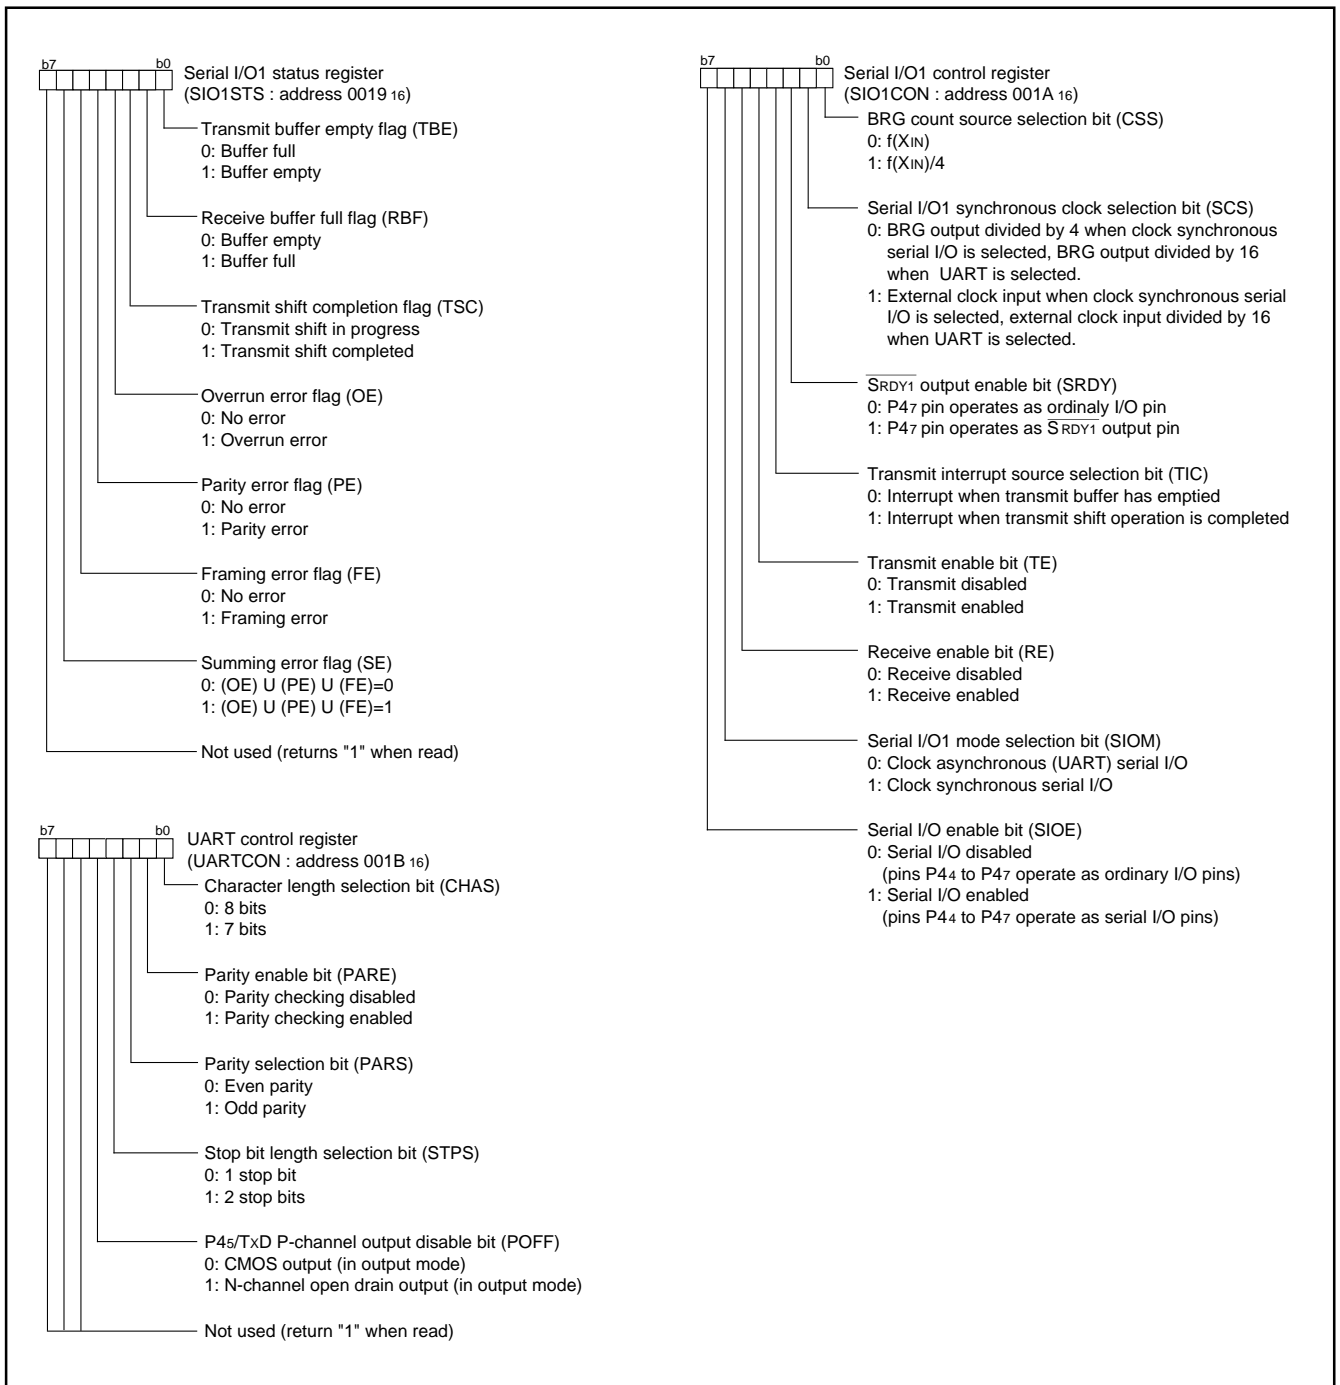 b7 b0
Serial I/O1 status register
(SIO1STS : address 0019 16)
Transmit buffer empty flag (TBE)
0: Buffer full
1: Buffer empty
Receive buffer full flag (RBF)
0: Buffer empty
1: Buffer full
Transmit shift completion flag (TSC)
0: Transmit shift in progress
1: Transmit shift completed
Overrun error flag (OE)
0: No error
1: Overrun error
Parity error flag (PE)
0: No error
1: Parity error
Framing error flag (FE)
0: No error
1: Framing error
Summing error flag (SE)
0: (OE) U (PE) U (FE)=0
1: (OE) U (PE) U (FE)=1
Not used (returns "1" when read)
b7 b0
UART control register
(UARTCON : address 001B 16)
Character length selection bit (CHAS)
0: 8 bits
1: 7 bits
Parity enable bit (PARE)
0: Parity checking disabled
1: Parity checking enabled
Parity selection bit (PARS)
0: Even parity
1: Odd parity
Stop bit length selection bit (STPS)
0: 1 stop bit
1: 2 stop bits
P45/TXD P-channel output disable bit (POFF)
0: CMOS output (in output mode)
1: N-channel open drain output (in output mode)
Not used (return "1" when read)
b7 b0
Serial I/O1 control register
(SIO1CON : address 001A 16)
BRG count source selection bit (CSS)
0: f(XIN)
1: f(XIN)/4
Serial I/O1 synchronous clock selection bit (SCS)
0: BRG output divided by 4 when clock synchronous
serial I/O is selected, BRG output divided by 16
when UART is selected.
1: External clock input when clock synchronous serial
I/O is selected, external clock input divided by 16
when UART is selected.
SRDY1 output enable bit (SRDY)
0: P47 pin operates as ordinaly I/O pin
1: P47 pin operates as SRDY1 output pin
Transmit interrupt source selection bit (TIC)
0: Interrupt when transmit buffer has emptied
1: Interrupt when transmit shift operation is completed
Transmit enable bit (TE)
0: Transmit disabled
1: Transmit enabled
Receive enable bit (RE)
0: Receive disabled
1: Receive enabled
Serial I/O1 mode selection bit (SIOM)
0: Clock asynchronous (UART) serial I/O
1: Clock synchronous serial I/O
Serial I/O enable bit (SIOE)
0: Serial I/O disabled
(pins P44 to P47 operate as ordinary I/O pins)
1: Serial I/O enabled
(pins P44 to P47 operate as serial I/O pins)